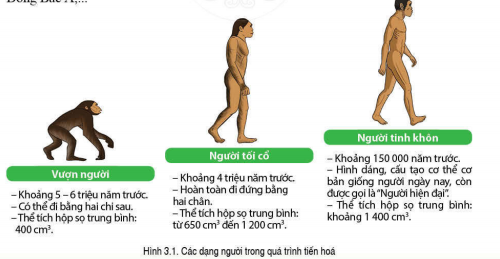 Đông Bắc Á,...
Vượn người
– Khoảng 5 – 6 triệu năm trước.
– Có thể đi bằng hai chi sau.
– Thể tích hộp sọ trung bình:
400 cm³.
Người tối cổ
– Khoảng 4 triệu năm trước.
– Hoàn toàn đi đứng bằng
hai chân.
– Thể tích hộp sọ trung bình:
từ 650 cm³ đến 1 200 cm³.
Người tinh khôn
– Khoảng 150 000 năm trước.
– Hình dáng, cấu tạo cơ thể cơ
bản giống người ngày nay, còn
được gọi là “Người hiện đại”.
– Thể tích hộp sọ trung bình:
khoảng 1 400 cm³.
Hình 3.1. Các dạng người trong quá trình tiến hoá